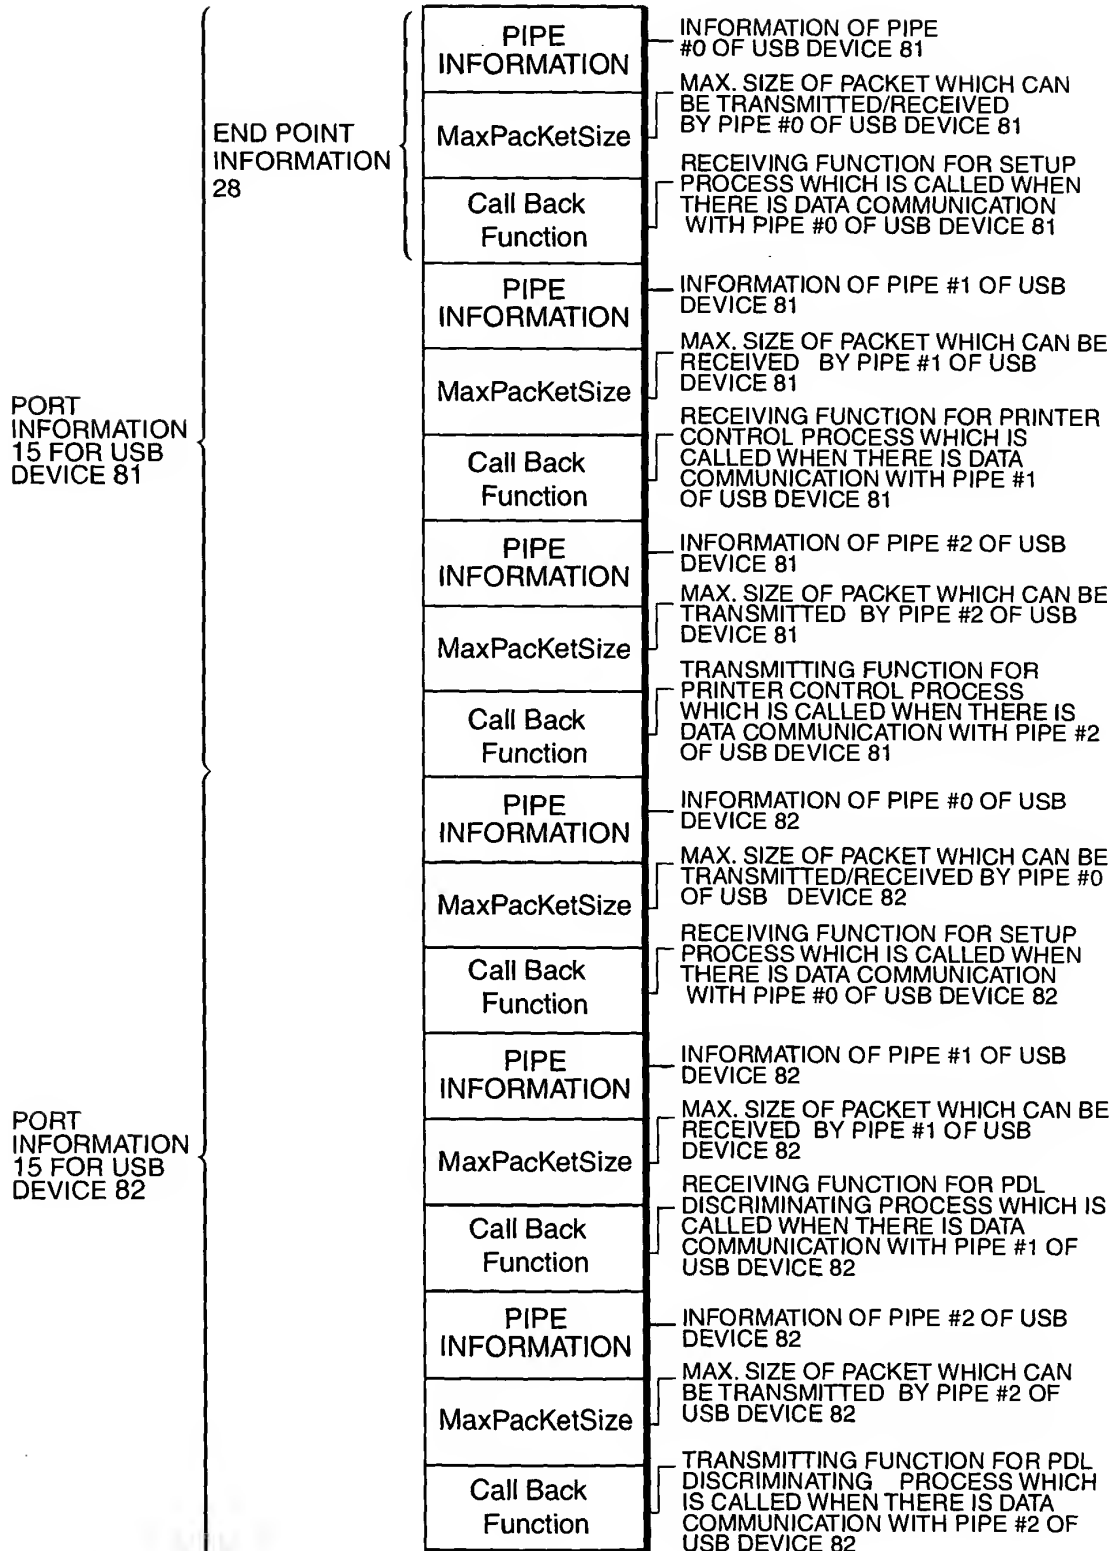 PIPE
INFORMATION
INFORMATION OF PIPE
#0 OF USB DEVICE 81
END POINT
INFORMATION
28
MaxPacKetSize
MAX. SIZE OF PACKET WHICH CAN
BE TRANSMITTED/RECEIVED
BY PIPE #0 OF USB DEVICE 81
Call Back
Function
RECEIVING FUNCTION FOR SETUP
PROCESS WHICH IS CALLED WHEN
THERE IS DATA COMMUNICATION
WITH PIPE #0 OF USB DEVICE 81
PIPE
INFORMATION
INFORMATION OF PIPE #1 OF USB
DEVICE 81
PORT
INFORMATION
15 FOR USB
DEVICE 81
MaxPacKetSize
MAX. SIZE OF PACKET WHICH CAN BE
RECEIVED BY PIPE #1 OF USB
DEVICE 81
Call Back
Function
RECEIVING FUNCTION FOR PRINTER
CONTROL PROCESS WHICH IS
CALLED WHEN THERE IS DATA
COMMUNICATION WITH PIPE #1
OF USB DEVICE 81
PIPE
INFORMATION
INFORMATION OF PIPE #2 OF USB
DEVICE 81
MaxPacKetSize
MAX. SIZE OF PACKET WHICH CAN BE
TRANSMITTED BY PIPE #2 OF USB
DEVICE 81
Call Back
Function
TRANSMITTING FUNCTION FOR
PRINTER CONTROL PROCESS
WHICH IS CALLED WHEN THERE IS
DATA COMMUNICATION WITH PIPE #2
OF USB DEVICE 81
PIPE
INFORMATION
INFORMATION OF PIPE #0 OF USB
DEVICE 82
MaxPacKetSize
MAX. SIZE OF PACKET WHICH CAN BE
TRANSMITTED/RECEIVED BY PIPE #0
OF USB DEVICE 82
Call Back
Function
RECEIVING FUNCTION FOR SETUP
PROCESS WHICH IS CALLED WHEN
THERE IS DATA COMMUNICATION
WITH PIPE #0 OF USB DEVICE 82
PIPE
INFORMATION
INFORMATION OF PIPE #1 OF USB
DEVICE 82
PORT
INFORMATION
15 FOR USB
DEVICE 82
MaxPacKetSize
MAX. SIZE OF PACKET WHICH CAN BE
RECEIVED BY PIPE #1 OF USB
DEVICE 82
Call Back
Function
RECEIVING FUNCTION FOR PDL
DISCRIMINATING PROCESS WHICH IS
CALLED WHEN THERE IS DATA
COMMUNICATION WITH PIPE #1 OF
USB DEVICE 82
PIPE
INFORMATION
INFORMATION OF PIPE #2 OF USB
DEVICE 82
MaxPacKetSize
MAX. SIZE OF PACKET WHICH CAN
BE TRANSMITTED BY PIPE #2 OF
USB DEVICE 82
Call Back
Function
TRANSMITTING FUNCTION FOR PDL
DISCRIMINATING PROCESS WHICH
IS CALLED WHEN THERE IS DATA
COMMUNICATION WITH PIPE #2 OF
USB DEVICE 82